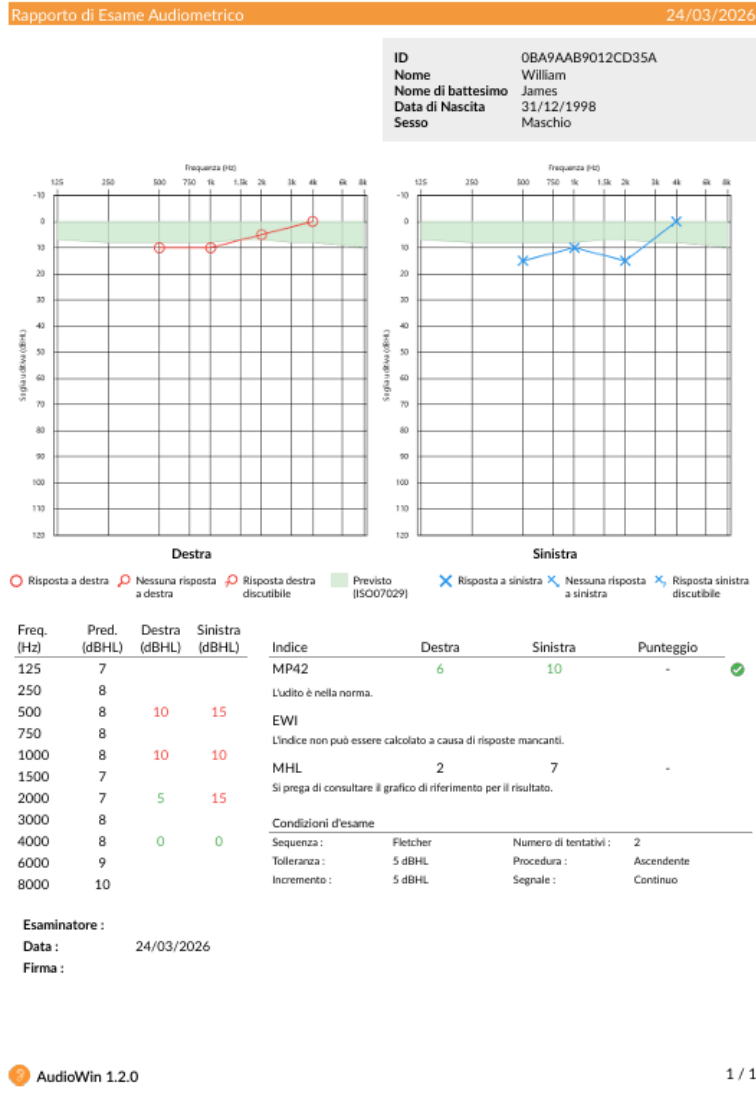 Rapporto di Esame Audiometrico 24/03/2026
ID 0BA9AAB9012CD35A
Nome William
Nome di battesimo James
Data di Nascita 31/12/1998
Sesso Maschio
Frequenza (Hz) Frequenza (Hz)
125 250 500 750 1k 1.5k 2k 3k 4k 6k 8k 125 250 500 750 1k 1.5k 2k 3k 4k 6k 8k
-10 -10
0 0
10 10
20 20
30 30
40 40
50 50
60 60
70 70
80 80
90 90
100 100
110 110
120 120
Soglia uditiva (dBHL) Soglia uditiva (dBHL)
Destra Sinistra
Risposta a destra Nessuna risposta a destra Risposta destra discutibile Previsto (ISO07029) Risposta a sinistra Nessuna risposta a sinistra Risposta sinistra discutibile
Freq. (Hz) Pred. (dBHL) Destra (dBHL) Sinistra (dBHL)
125 7
250 8
500 8 10 15
750 8
1000 8 10 10
1500 7
2000 7 5 15
3000 8
4000 8 0 0
6000 9
8000 10
Indice Destra Sinistra Punteggio
MP42 6 10 -
L'udito è nella norma.
EWI
L'indice non può essere calcolato a causa di risposte mancanti.
MHL 2 7 -
Si prega di consultare il grafico di riferimento per il risultato.
Condizioni d'esame
Sequenza : Fletcher Numero di tentativi : 2
Tolleranza : 5 dBHL Procedura : Ascendente
Incremento : 5 dBHL Segnale : Continuo
Esaminatore :
Data : 24/03/2026
Firma :
AudioWin 1.2.0 1 / 1